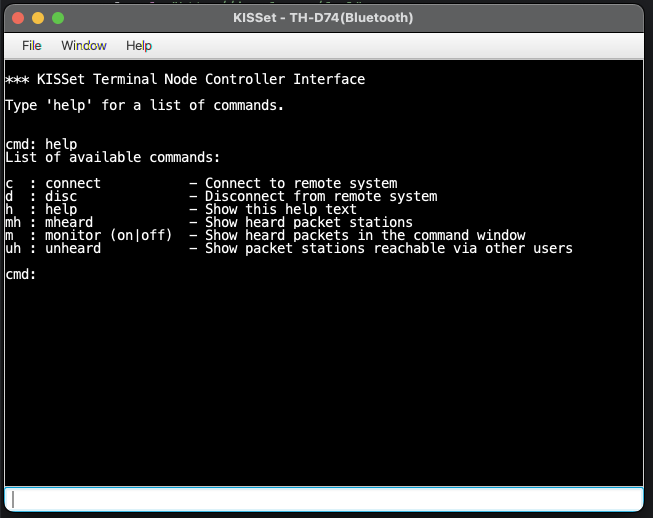 KISSet - TH-D74(Bluetooth)
File Window Help
*** KISSet Terminal Node Controller Interface
Type 'help' for a list of commands.
cmd: help
List of available commands:
c : connect - Connect to remote system
d : disc - Disconnect from remote system
h : help - Show this help text
mh : mheard - Show heard packet stations
m : monitor (on|off) - Show heard packets in the command window
uh : unheard - Show packet stations reachable via other users
cmd: